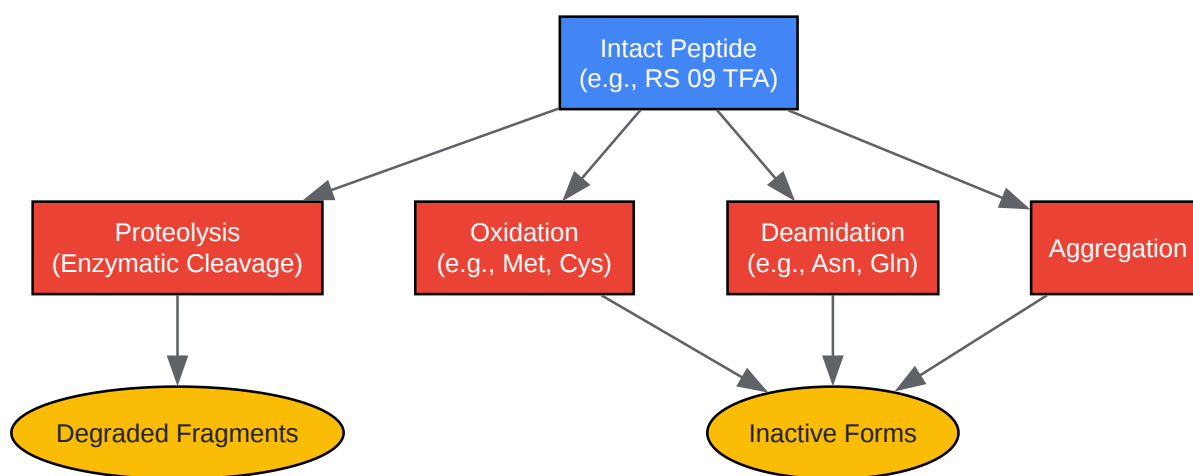 Intact Peptide
(e.g., RS 09 TFA)
Proteolysis
(Enzymatic Cleavage)
Oxidation
(e.g., Met, Cys)
Deamidation
(e.g., Asn, Gln)
Aggregation
Degraded Fragments
Inactive Forms